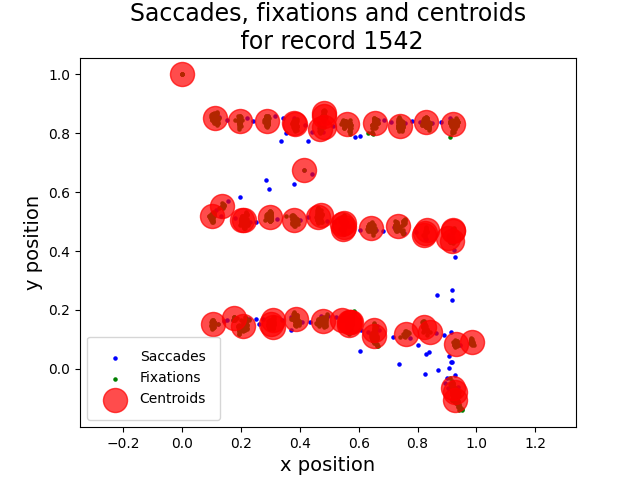 Saccades, fixations and centroids
for record 1542
1.0
0.8
0.6
0.4
0.2
0.0
y position
Saccades
Fixations
Centroids
−0.2
0.0
0.2
0.4
0.6
0.8
1.0
1.2
x position